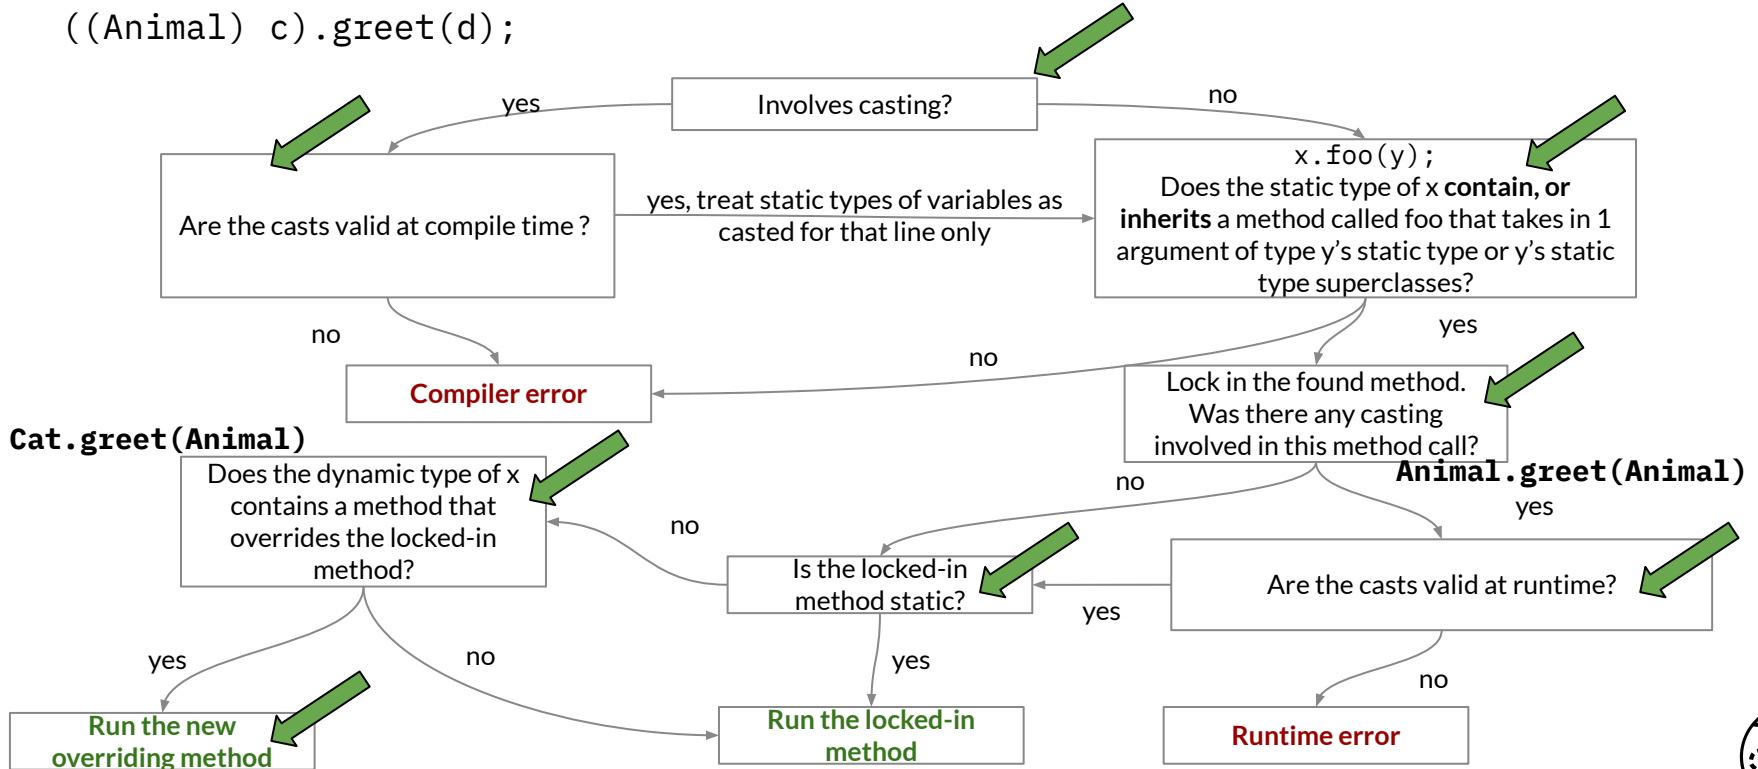 ((Animal) c).greet(d);
Involves casting?
yes
no
Are the casts valid at compile time ?
yes, treat static types of variables as
casted for that line only
x.foo(y);
Does the static type of x contain, or
inherits a method called foo that takes in 1
argument of type y’s static type or y’s static
type superclasses?
no
yes
no
Compiler error
Lock in the found method.
Was there any casting
involved in this method call?
Cat.greet(Animal)
Animal.greet(Animal)
Does the dynamic type of x
contains a method that
overrides the locked-in
method?
no
no
yes
Is the locked-in
method static?
yes
Are the casts valid at runtime?
yes
no
yes
no
Run the new
overriding method
Run the locked-in
method
Runtime error